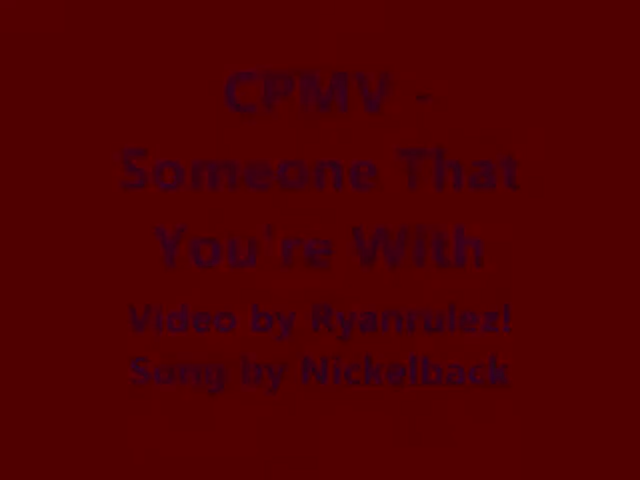 CPMV -
Someone That
You're With
Video by Ryanrulez!
Song by Nickelback